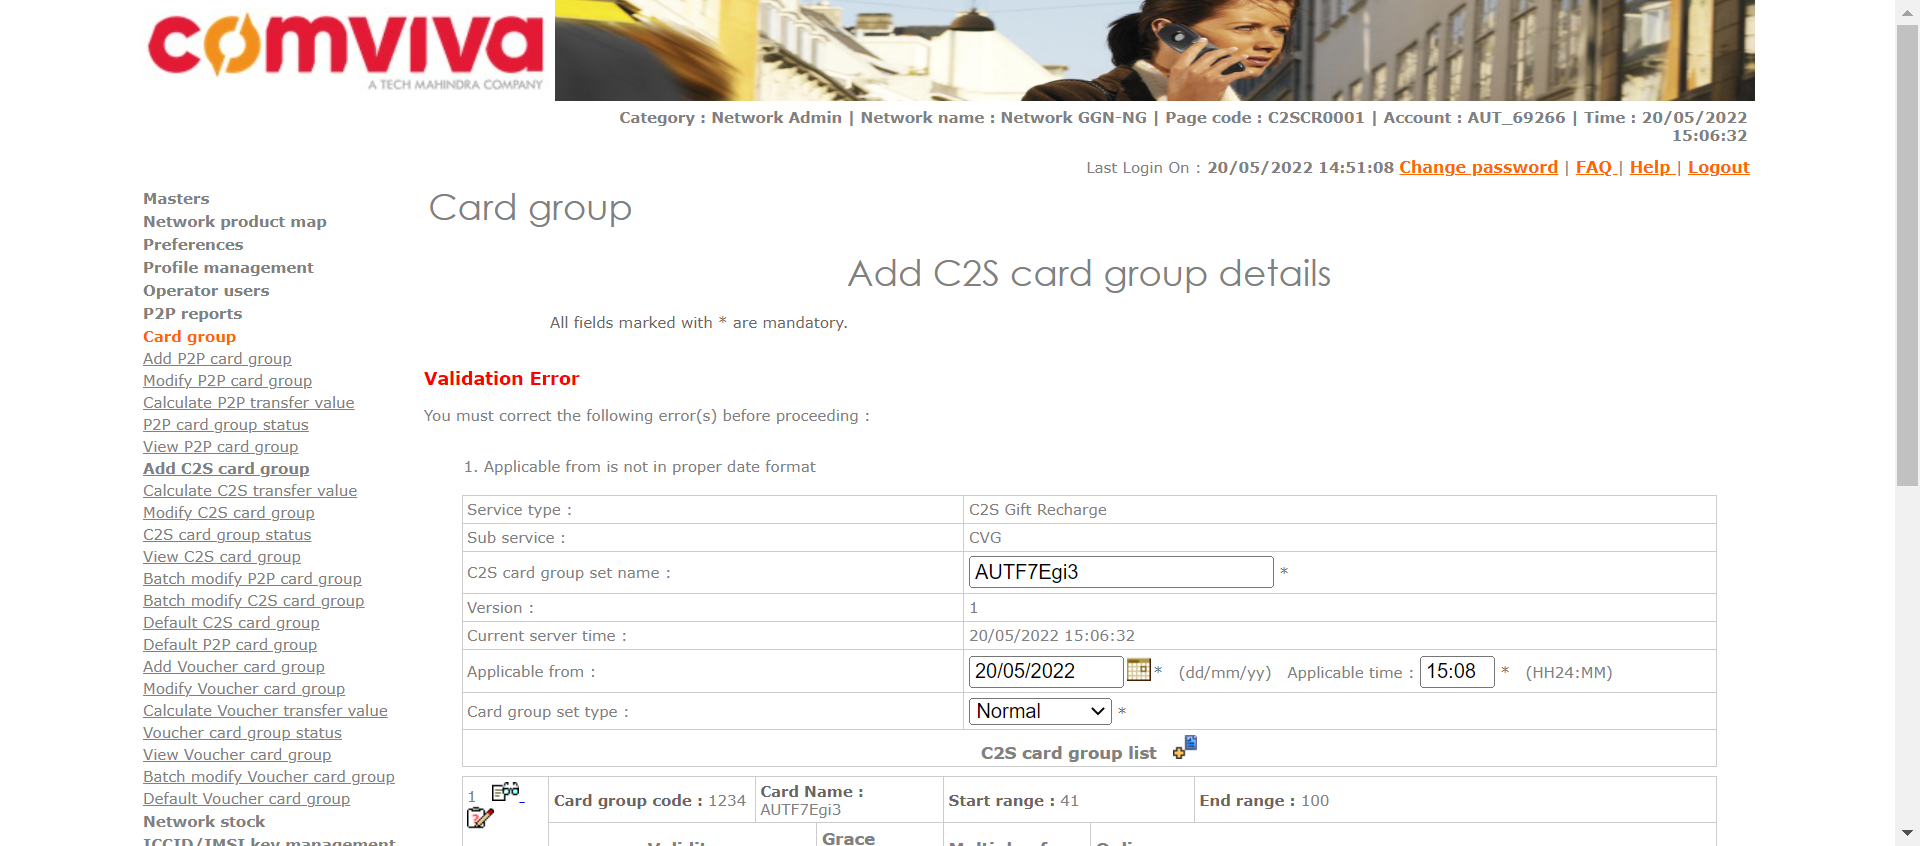 comviva
A TECH MAHINDRA COMPANY
Category : Network Admin | Network name : Network GGN-NG | Page code : C2SCR0001 | Account : AUT_69266 | Time : 20/05/2022
15:06:32
Last Login On : 20/05/2022 14:51:08 Change password | FAQ | Help | Logout
Masters
Network product map
Preferences
Profile management
Operator users
P2P reports
Card group
Add P2P card group
Modify P2P card group
Calculate P2P transfer value
P2P card group status
View P2P card group
Add C2S card group
Calculate C2S transfer value
Modify C2S card group
C2S card group status
View C2S card group
Batch modify P2P card group
Batch modify C2S card group
Default C2S card group
Default P2P card group
Add Voucher card group
Modify Voucher card group
Calculate Voucher transfer value
Voucher card group status
View Voucher card group
Batch modify Voucher card group
Default Voucher card group
Network stock
ICCID/IMSI key management
Card group
Add C2S card group details
All fields marked with * are mandatory.
Validation Error
You must correct the following error(s) before proceeding :
1. Applicable from is not in proper date format
Service type : C2S Gift Recharge
Sub service : CVG
C2S card group set name : AUTF7Egi3 *
Version : 1
Current server time : 20/05/2022 15:06:32
Applicable from : 20/05/2022 * (dd/mm/yy) Applicable time : 15:08 * (HH24:MM)
Card group set type : Normal *
C2S card group list
1 Card group code : 1234 Card Name : AUTF7Egi3 Start range : 41 End range : 100
Grace